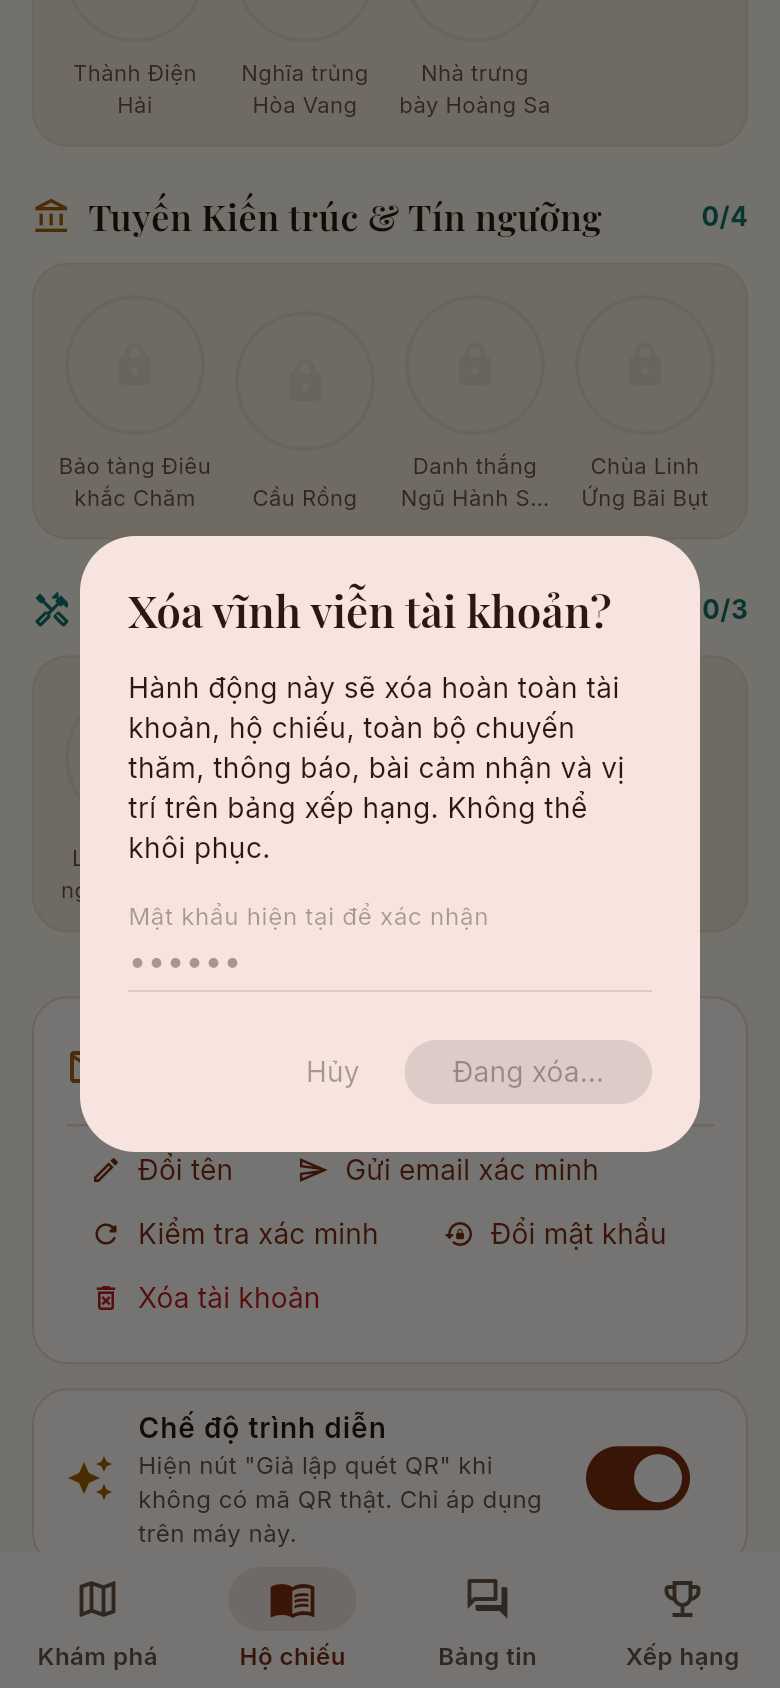 Thành Điện
Hải
Nghĩa trủng
Hòa Vang
Nhà trưng
bày Hoàng Sa
Tuyến Kiến trúc & Tín ngưỡng
0/4
Bảo tàng Điêu
khắc Chăm
Cầu Rồng
Danh thắng
Ngũ Hành S...
Chùa Linh
Ứng Bãi Bụt
0/3
Xóa vĩnh viễn tài khoản?
Hành động này sẽ xóa hoàn toàn tài
khoản, hộ chiếu, toàn bộ chuyến
thăm, thông báo, bài cảm nhận và vị
trí trên bảng xếp hạng. Không thể
khôi phục.
Mật khẩu hiện tại để xác nhận
••••••
Hủy
Đang xóa...
Đổi tên
Gửi email xác minh
Kiểm tra xác minh
Đổi mật khẩu
Xóa tài khoản
Chế độ trình diễn
Hiện nút "Giả lập quét QR" khi
không có mã QR thật. Chỉ áp dụng
trên máy này.
Khám phá
Hộ chiếu
Bảng tin
Xếp hạng